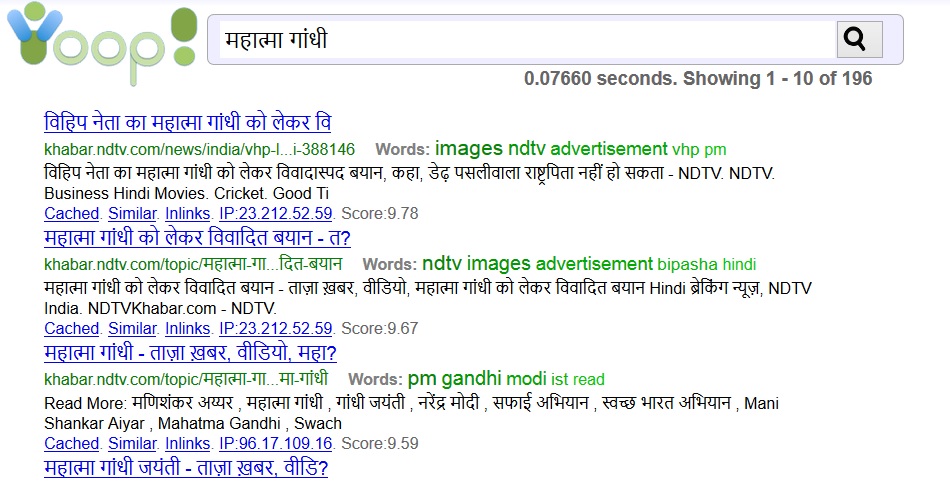 Yoop!
महात्मा गांधी
0.07660 seconds. Showing 1 - 10 of 196
विहिप नेता का महात्मा गांधी को लेकर वि
khabar.ndtv.com/news/india/vhp-l...i-388146 Words: images ndtv advertisement vhp pm
विहिप नेता का महात्मा गांधी को लेकर विवादास्पद बयान, कहा, डेढ़ पसलीवाला राष्ट्रपिता नहीं हो सकता - NDTV. NDTV.
Business Hindi Movies. Cricket. Good Ti
Cached. Similar. Inlinks. IP:23.212.52.59. Score:9.78
महात्मा गांधी को लेकर विवादित बयान - त?
khabar.ndtv.com/topic/महात्मा-गा...दित-बयान Words: ndtv images advertisement bipasha hindi
महात्मा गांधी को लेकर विवादित बयान - ताज़ा ख़बर, वीडियो, महात्मा गांधी को लेकर विवादित बयान Hindi ब्रेकिंग न्यूज़, NDTV
India. NDTVKhabar.com - NDTV.
Cached. Similar. Inlinks. IP:23.212.52.59. Score:9.67
महात्मा गांधी - ताज़ा ख़बर, वीडियो, महा?
khabar.ndtv.com/topic/महात्मा-गा...मा-गांधी Words: pm gandhi modi ist read
Read More: मणिशंकर अय्यर , महात्मा गांधी , गांधी जयंती , नरेंद्र मोदी , सफाई अभियान , स्वच्छ भारत अभियान , Mani
Shankar Aiyar , Mahatma Gandhi , Swach
Cached. Similar. Inlinks. IP:96.17.109.16. Score:9.59
महात्मा गांधी जयंती - ताज़ा ख़बर, वीडि?